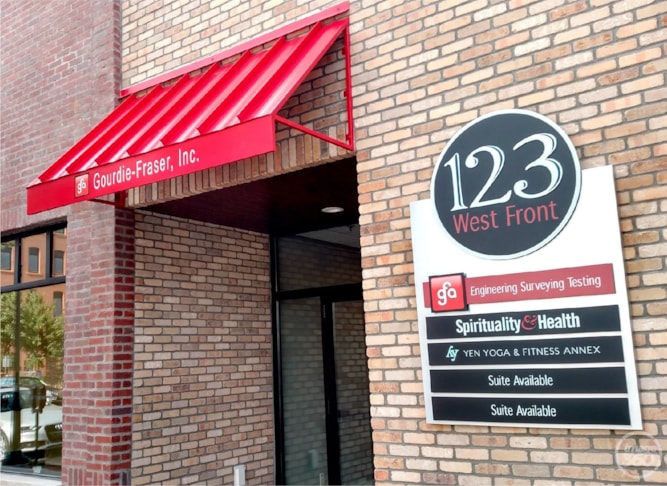 gfa Gourdie-Fraser, Inc.
123
West Front
gfa Engineering Surveying Testing
Spirituality & Health
YEN YOGA & FITNESS ANNEX
Suite Available
Suite Available
360